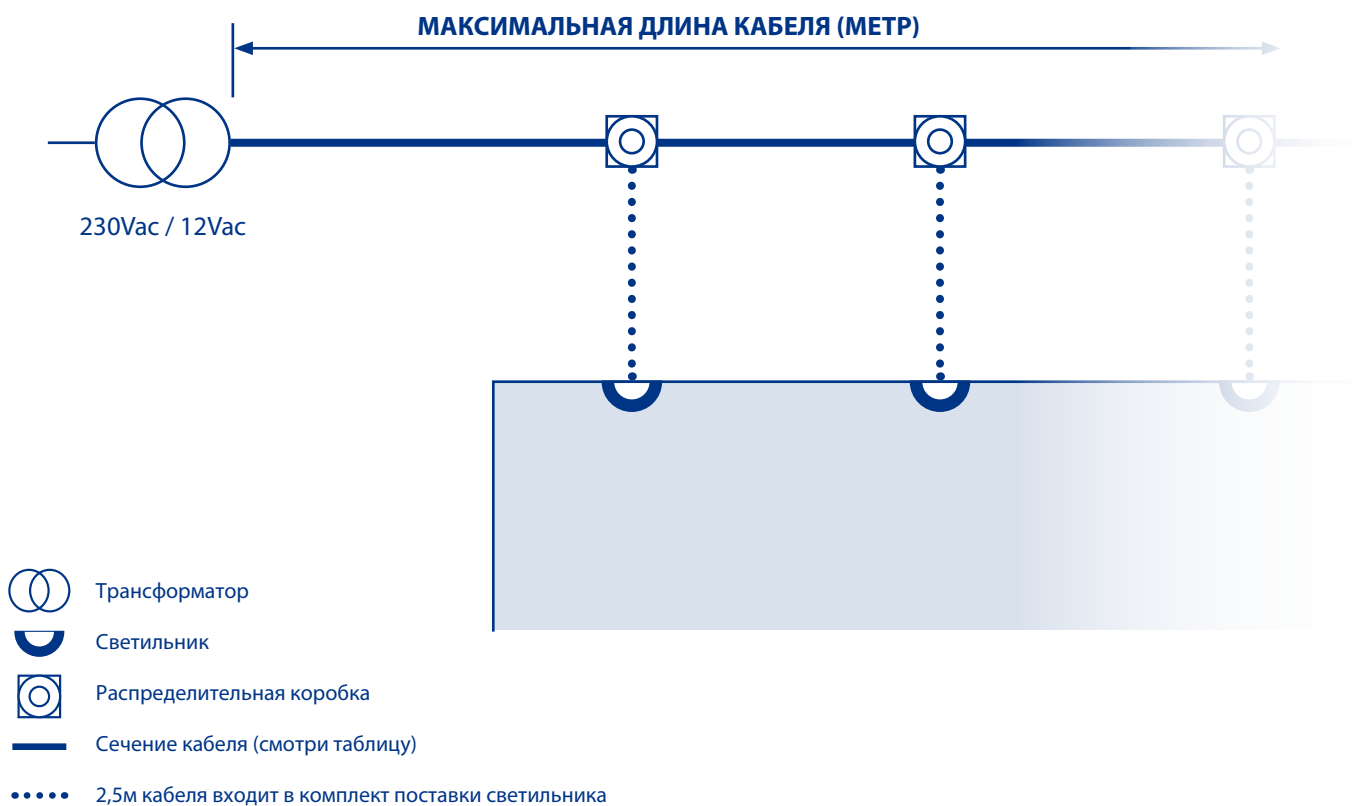 МАКСИМАЛЬНАЯ ДЛИНА КАБЕЛЯ (МЕТР)
230Vac / 12Vac
Трансформатор
Светильник
Распределительная коробка
Сечение кабеля (смотри таблицу)
2,5м кабеля входит в комплект поставки светильника